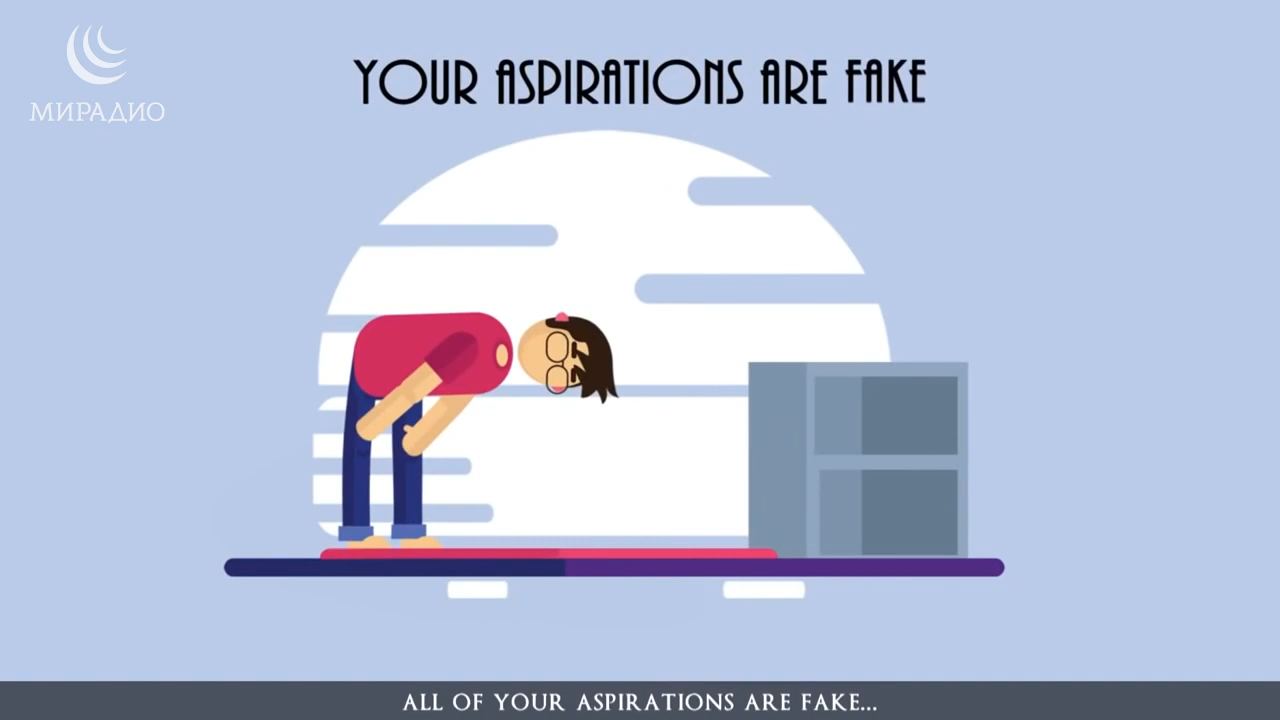 МИРАДИО
YOUR ASPIRATIONS ARE FAKE
ALL OF YOUR ASPIRATIONS ARE FAKE...